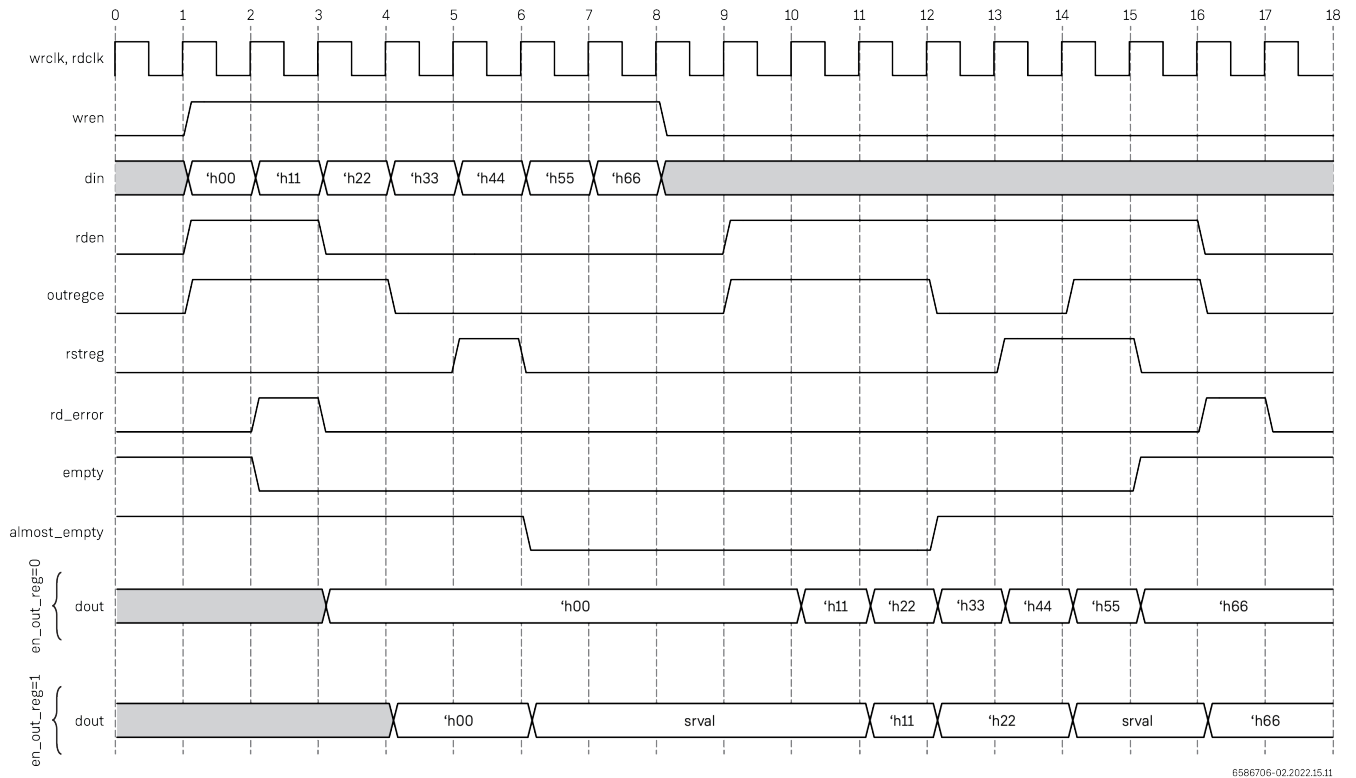 0 1 2 3 4 5 6 7 8 9 10 11 12 13 14 15 16 17 18
wrclk, rdclk
wren
din ‘h00 ‘h11 ‘h22 ‘h33 ‘h44 ‘h55 ‘h66
rden
outregce
rstreg
rd_error
empty
almost_empty
en_out_reg=0
dout ‘h00 ‘h11 ‘h22 ‘h33 ‘h44 ‘h55 ‘h66
en_out_reg=1
dout ‘h00 srval ‘h11 ‘h22 srval ‘h66
6586706-02.2022.15.11